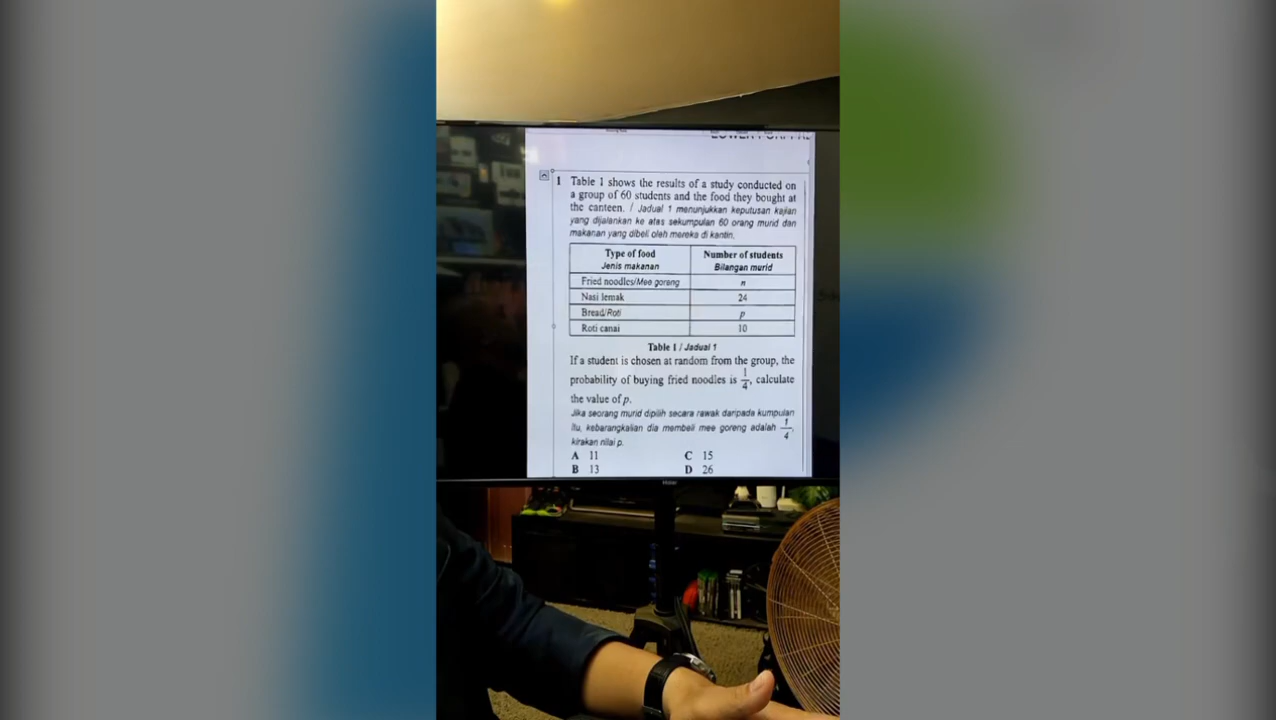 1 Table 1 shows the results of a study conducted on
a group of 60 students and the food they bought at
the canteen. / Jadual 1 menunjukkan keputusan kajian
yang dijalankan ke atas sekumpulan 60 orang murid dan
makanan yang dibeli oleh mereka di kantin.
Type of food Number of students
Jenis makanan Bilangan murid
Fried noodles/Mee goreng n
Nasi lemak 24
Bread/Roti p
Roti canai 10
Table 1 / Jadual 1
If a student is chosen at random from the group, the
probability of buying fried noodles is 1/4, calculate
the value of p.
Jika seorang murid dipilih secara rawak daripada kumpulan
itu, kebarangkalian dia membeli mee goreng adalah 1/4,
kirakan nilai p.
A 11 C 15
B 13 D 26
Haier